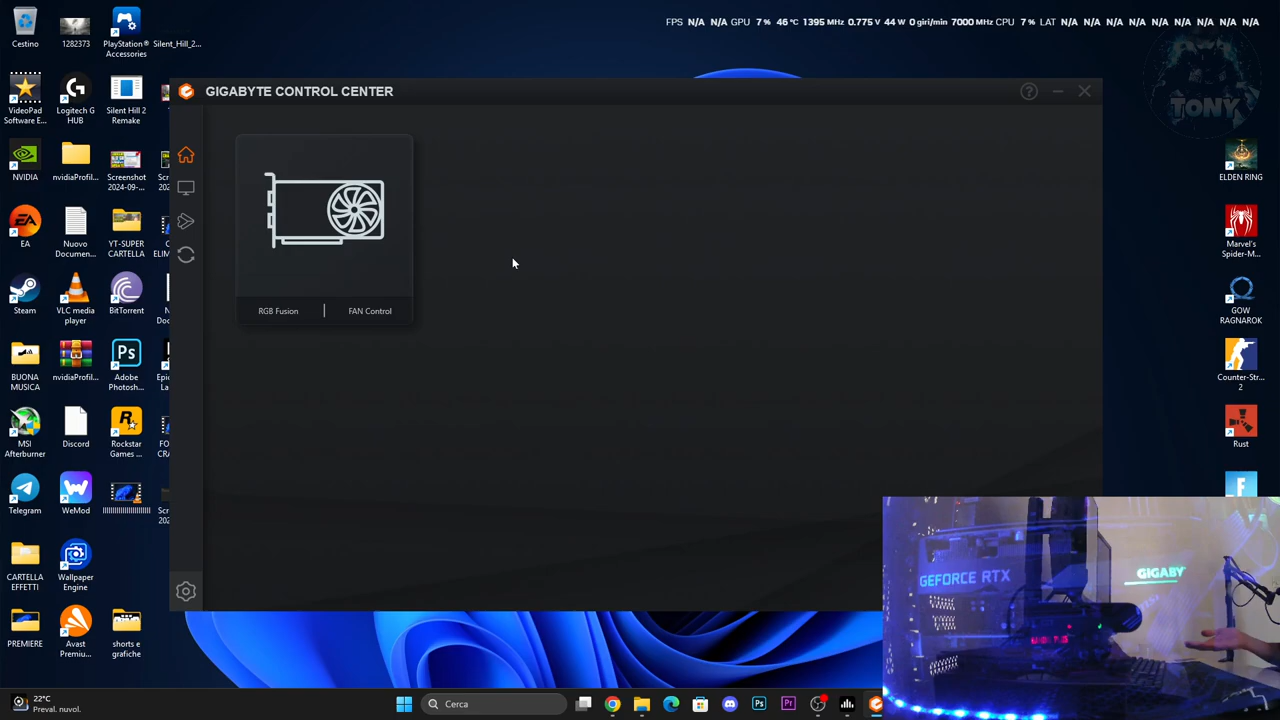 FPS N/A N/A GPU 7 % 46 °C 1395 MHz 0.775 V 44 W 0 giri/min 7000 MHz CPU 7 % LAT N/A N/A N/A N/A N/A N/A N/A
Cestino
1282373
PlayStation®
Accessories
Silent_Hill_2...
GIGABYTE CONTROL CENTER
TONY
VideoPad
Software E...
Logitech G
HUB
Silent Hill 2
Remake
NVIDIA
nvidiaProfil...
Screenshot
2024-09-...
ELDEN RING
EA
Nuovo
Documen...
YT-SUPER
CARTELLA
Marvel's
Spider-M...
RGB Fusion | FAN Control
Steam
VLC media
player
BitTorrent
GOW
RAGNAROK
BUONA
MUSICA
nvidiaProfil...
Adobe
Photosh...
Counter-Str...
2
MSI
Afterburner
Discord
Rockstar
Games ...
Rust
Telegram
WeMod
CARTELLA
EFFETTI
Wallpaper
Engine
GEFORCE RTX
GIGABY
PREMIERE
Avast
Premiu...
shorts e
grafiche
22°C
Preval. nuvol.
Cerca